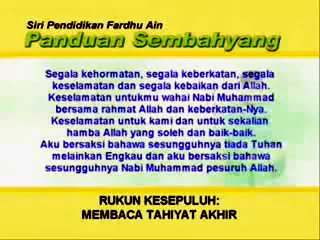 Siri Pendidikan Fardhu Ain
Panduan Sembahyang
Segala kehormatan, segala keberkatan, segala
keselamatan dan segala kebaikan dari Allah.
Keselamatan untukmu wahai Nabi Muhammad
bersama rahmat Allah dan keberkatan-Nya.
Keselamatan untuk kami dan untuk sekalian
hamba Allah yang soleh dan baik-baik.
Aku bersaksi bahawa sesungguhnya tiada Tuhan
melainkan Engkau dan aku bersaksi bahawa
sesungguhnya Nabi Muhammad pesuruh Allah.
RUKUN KESEPULUH:
MEMBACA TAHIYAT AKHIR